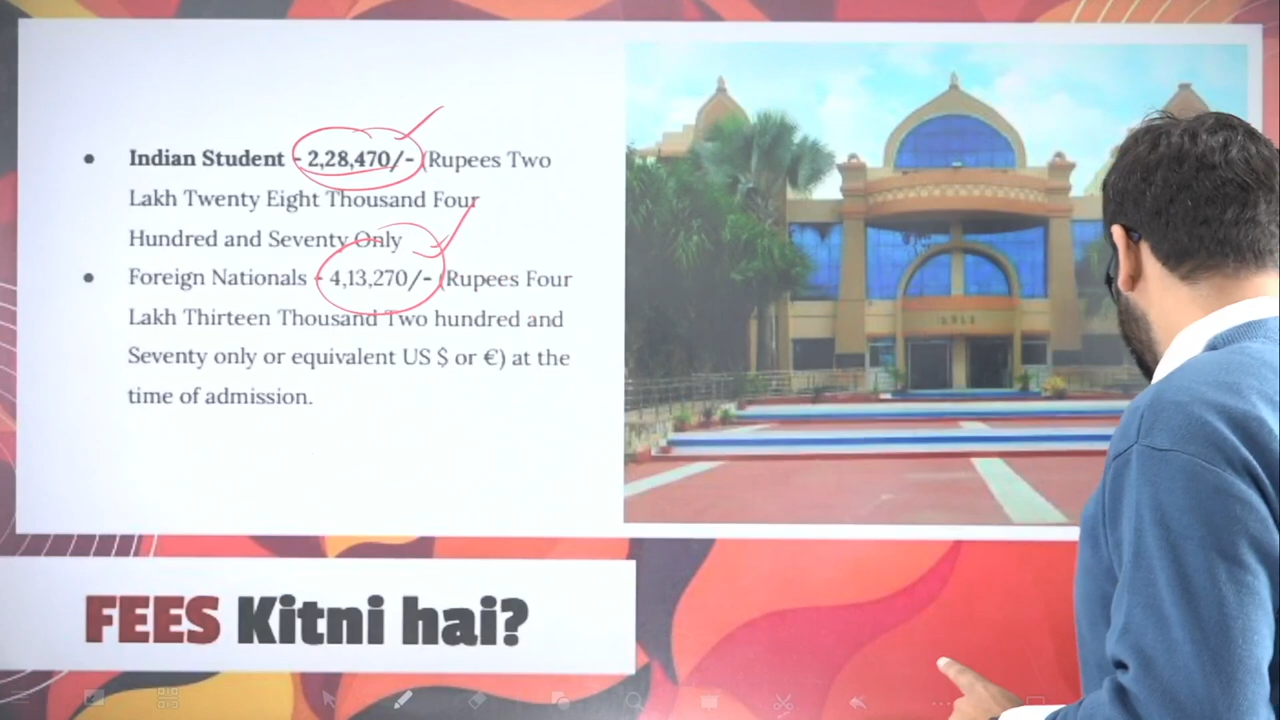 Indian Student - 2,28,470/- (Rupees Two
Lakh Twenty Eight Thousand Four
Hundred and Seventy Only
Foreign Nationals - 4,13,270/- (Rupees Four
Lakh Thirteen Thousand Two hundred and
Seventy only or equivalent US $ or €) at the
time of admission.
FEES Kitni hai?